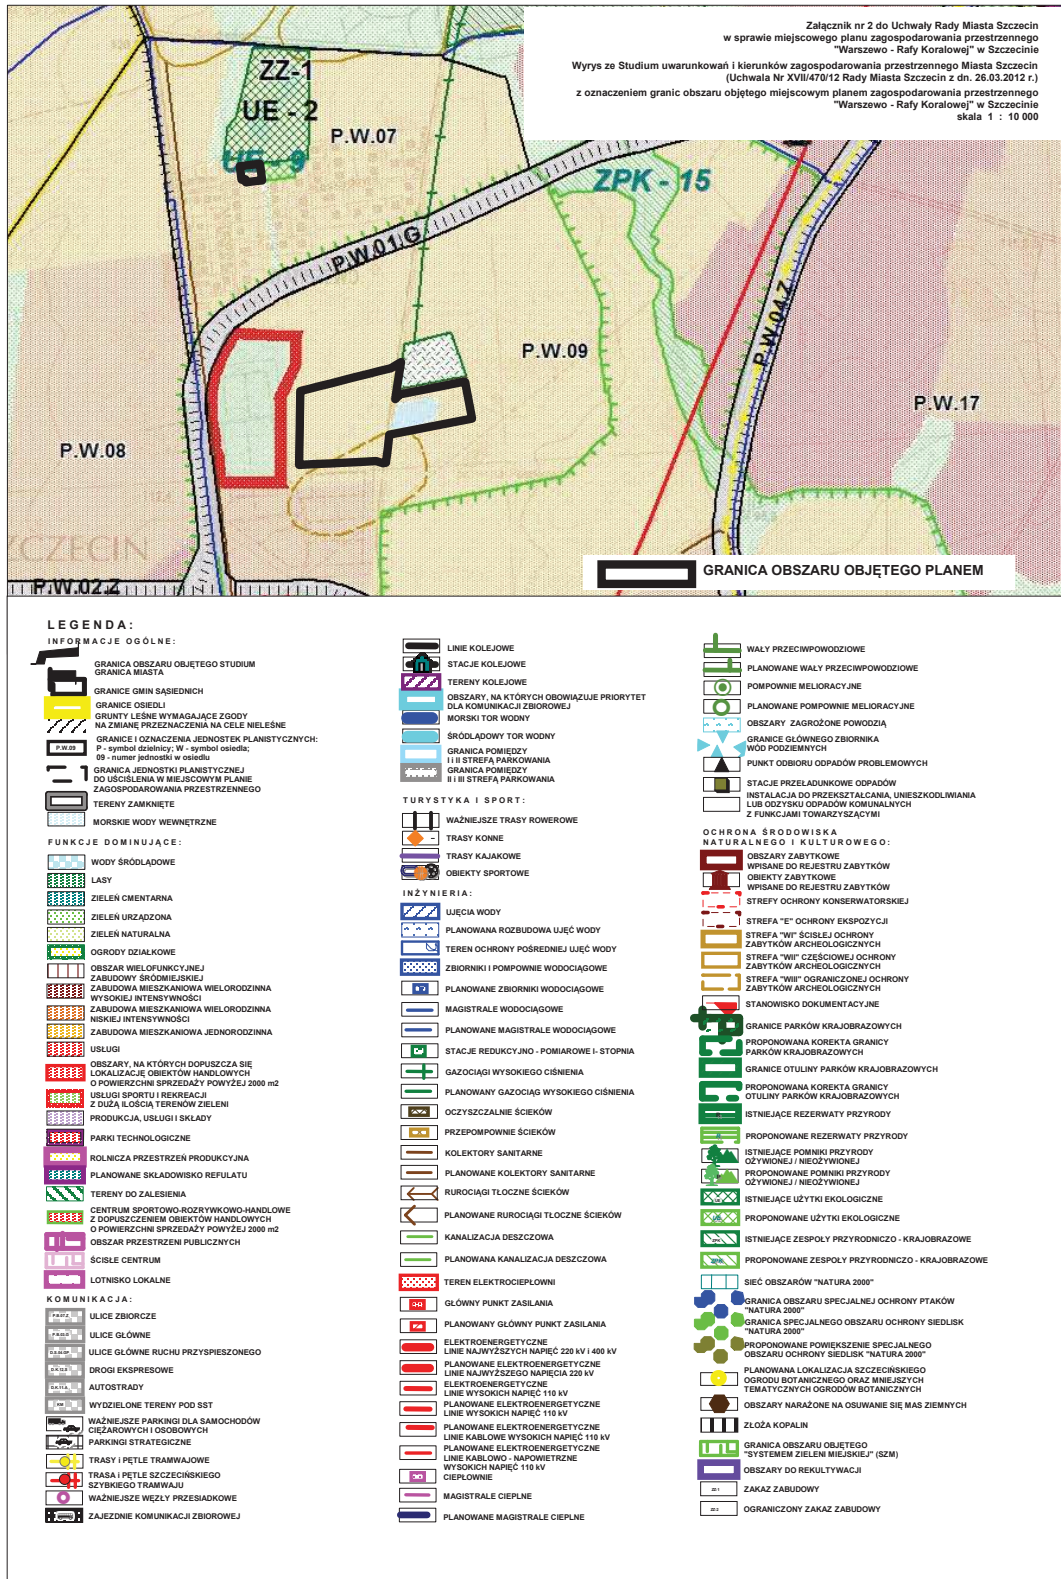 Załącznik nr 2 do Uchwały Rady Miasta Szczecin
w sprawie miejscowego planu zagospodarowania przestrzennego
"Warszewo - Rafy Koralowej" w Szczecinie
Wyrys ze Studium uwarunkowań i kierunków zagospodarowania przestrzennego Miasta Szczecin
(Uchwala Nr XVII/470/12 Rady Miasta Szczecin z dn. 26.03.2012 r.)
z oznaczeniem granic obszaru objętego miejscowym planem zagospodarowania przestrzennego
"Warszewo - Rafy Koralowej" w Szczecinie
skala 1 : 10 000
ZZ-1
UE - 2
P.W.07
UE - 9
ZPK - 15
P.W.01.G
P.W.04.Z
P.W.09
P.W.17
P.W.08
ZCZECIN
P.W.02.Z
GRANICA OBSZARU OBJĘTEGO PLANEM
LEGENDA:
INFORMACJE OGÓLNE:
GRANICA OBSZARU OBJĘTEGO STUDIUM
GRANICA MIASTA
GRANICE GMIN SĄSIEDNICH
GRANICE OSIEDLI
GRUNTY LEŚNE WYMAGAJĄCE ZGODY
NA ZMIANĘ PRZEZNACZENIA NA CELE NIELEŚNE
GRANICE I OZNACZENIA JEDNOSTEK PLANISTYCZNYCH:
P.W.09
P - symbol dzielnicy; W - symbol osiedla;
09 - numer jednostki w osiedlu
GRANICA JEDNOSTKI PLANISTYCZNEJ
DO UŚCIŚLENIA W MIEJSCOWYM PLANIE
ZAGOSPODAROWANIA PRZESTRZENNEGO
TERENY ZAMKNIĘTE
MORSKIE WODY WEWNĘTRZNE
FUNKCJE DOMINUJĄCE:
WODY ŚRÓDLĄDOWE
LASY
ZIELEŃ CMENTARNA
ZIELEŃ URZĄDZONA
ZIELEŃ NATURALNA
OGRODY DZIAŁKOWE
OBSZAR WIELOFUNKCYJNEJ
ZABUDOWY ŚRÓDMIEJSKIEJ
ZABUDOWA MIESZKANIOWA WIELORODZINNA
WYSOKIEJ INTENSYWNOŚCI
ZABUDOWA MIESZKANIOWA WIELORODZINNA
NISKIEJ INTENSYWNOŚCI
ZABUDOWA MIESZKANIOWA JEDNORODZINNA
USŁUGI
OBSZARY, NA KTÓRYCH DOPUSZCZA SIĘ
LOKALIZACJĘ OBIEKTÓW HANDLOWYCH
O POWIERZCHNI SPRZEDAŻY POWYŻEJ 2000 m2
USŁUGI SPORTU I REKREACJI
Z DUŻĄ ILOŚCIĄ TERENÓW ZIELENI
PRODUKCJA, USŁUGI I SKŁADY
PARKI TECHNOLOGICZNE
ROLNICZA PRZESTRZEŃ PRODUKCYJNA
PLANOWANE SKŁADOWISKO REFULATU
TERENY DO ZALESIENIA
CENTRUM SPORTOWO-ROZRYWKOWO-HANDLOWE
Z DOPUSZCZENIEM OBIEKTÓW HANDLOWYCH
O POWIERZCHNI SPRZEDAŻY POWYŻEJ 2000 m2
OBSZAR PRZESTRZENI PUBLICZNYCH
ŚCISŁE CENTRUM
LOTNISKO LOKALNE
KOMUNIKACJA:
ULICE ZBIORCZE
ULICE GŁÓWNE
ULICE GŁÓWNE RUCHU PRZYSPIESZONEGO
DROGI EKSPRESOWE
AUTOSTRADY
KM
WYDZIELONE TERENY POD SST
WAŻNIEJSZE PARKINGI DLA SAMOCHODÓW
CIĘŻAROWYCH I OSOBOWYCH
PARKINGI STRATEGICZNE
TRASY i PĘTLE TRAMWAJOWE
TRASA i PĘTLE SZCZECIŃSKIEGO
SZYBKIEGO TRAMWAJU
WAŻNIEJSZE WĘZŁY PRZESIADKOWE
ZAJEZDNIE KOMUNIKACJI ZBIOROWEJ
LINIE KOLEJOWE
STACJE KOLEJOWE
TERENY KOLEJOWE
OBSZARY, NA KTÓRYCH OBOWIĄZUJE PRIORYTET
DLA KOMUNIKACJI ZBIOROWEJ
MORSKI TOR WODNY
ŚRÓDLĄDOWY TOR WODNY
GRANICA POMIĘDZY
I i II STREFĄ PARKOWANIA
GRANICA POMIĘDZY
II i III STREFĄ PARKOWANIA
TURYSTYKA I SPORT:
WAŻNIEJSZE TRASY ROWEROWE
TRASY KONNE
TRASY KAJAKOWE
OBIEKTY SPORTOWE
INŻYNIERIA:
UJĘCIA WODY
PLANOWANA ROZBUDOWA UJĘĆ WODY
TEREN OCHRONY POŚREDNIEJ UJĘĆ WODY
ZBIORNIKI I POMPOWNIE WODOCIĄGOWE
PLANOWANE ZBIORNIKI WODOCIĄGOWE
MAGISTRALE WODOCIĄGOWE
PLANOWANE MAGISTRALE WODOCIĄGOWE
STACJE REDUKCYJNO - POMIAROWE I- STOPNIA
GAZOCIĄGI WYSOKIEGO CIŚNIENIA
PLANOWANY GAZOCIĄG WYSOKIEGO CIŚNIENIA
OCZYSZCZALNIE ŚCIEKÓW
PRZEPOMPOWNIE ŚCIEKÓW
KOLEKTORY SANITARNE
PLANOWANE KOLEKTORY SANITARNE
RUROCIĄGI TŁOCZNE ŚCIEKÓW
PLANOWANE RUROCIĄGI TŁOCZNE ŚCIEKÓW
KANALIZACJA DESZCZOWA
PLANOWANA KANALIZACJA DESZCZOWA
TEREN ELEKTROCIEPŁOWNI
GŁÓWNY PUNKT ZASILANIA
PLANOWANY GŁÓWNY PUNKT ZASILANIA
ELEKTROENERGETYCZNE
LINIE NAJWYŻSZYCH NAPIĘĆ 220 kV i 400 kV
PLANOWANE ELEKTROENERGETYCZNE
LINIE NAJWYŻSZEGO NAPIĘCIA 220 kV
ELEKTROENERGETYCZNE
LINIE WYSOKICH NAPIĘĆ 110 kV
PLANOWANE ELEKTROENERGETYCZNE
LINIE WYSOKICH NAPIĘĆ 110 kV
PLANOWANE ELEKTROENERGETYCZNE
LINIE KABLOWE WYSOKICH NAPIĘĆ 110 kV
PLANOWANE ELEKTROENERGETYCZNE
LINIE KABLOWO - NAPOWIETRZNE
WYSOKICH NAPIĘĆ 110 kV
CIEPŁOWNIE
MAGISTRALE CIEPLNE
PLANOWANE MAGISTRALE CIEPLNE
WAŁY PRZECIWPOWODZIOWE
PLANOWANE WAŁY PRZECIWPOWODZIOWE
POMPOWNIE MELIORACYJNE
PLANOWANE POMPOWNIE MELIORACYJNE
OBSZARY ZAGROŻONE POWODZIĄ
GRANICE GŁÓWNEGO ZBIORNIKA
WÓD PODZIEMNYCH
PUNKT ODBIORU ODPADÓW PROBLEMOWYCH
STACJE PRZEŁADUNKOWE ODPADÓW
INSTALACJA DO PRZEKSZTAŁCANIA, UNIESZKODLIWIANIA
LUB ODZYSKU ODPADÓW KOMUNALNYCH
Z FUNKCJAMI TOWARZYSZĄCYMI
OCHRONA ŚRODOWISKA
NATURALNEGO I KULTUROWEGO:
OBSZARY ZABYTKOWE
WPISANE DO REJESTRU ZABYTKÓW
OBIEKTY ZABYTKOWE
WPISANE DO REJESTRU ZABYTKÓW
STREFY OCHRONY KONSERWATORSKIEJ
STREFA "E" OCHRONY EKSPOZYCJI
STREFA "WI" ŚCISŁEJ OCHRONY
ZABYTKÓW ARCHEOLOGICZNYCH
STREFA "WII" CZĘŚCIOWEJ OCHRONY
ZABYTKÓW ARCHEOLOGICZNYCH
STREFA "WIII" OGRANICZONEJ OCHRONY
ZABYTKÓW ARCHEOLOGICZNYCH
STANOWISKO DOKUMENTACYJNE
GRANICE PARKÓW KRAJOBRAZOWYCH
PROPONOWANA KOREKTA GRANICY
PARKÓW KRAJOBRAZOWYCH
GRANICE OTULINY PARKÓW KRAJOBRAZOWYCH
PROPONOWANA KOREKTA GRANICY
OTULINY PARKÓW KRAJOBRAZOWYCH
ISTNIEJĄCE REZERWATY PRZYRODY
PROPONOWANE REZERWATY PRZYRODY
ISTNIEJĄCE POMNIKI PRZYRODY
OŻYWIONEJ / NIEOŻYWIONEJ
PROPONOWANE POMNIKI PRZYRODY
OŻYWIONEJ / NIEOŻYWIONEJ
UE
ISTNIEJĄCE UŻYTKI EKOLOGICZNE
UE
PROPONOWANE UŻYTKI EKOLOGICZNE
ZPK
ISTNIEJĄCE ZESPOŁY PRZYRODNICZO - KRAJOBRAZOWE
ZPK
PROPONOWANE ZESPOŁY PRZYRODNICZO - KRAJOBRAZOWE
SIEĆ OBSZARÓW "NATURA 2000"
GRANICA OBSZARU SPECJALNEJ OCHRONY PTAKÓW
"NATURA 2000"
GRANICA SPECJALNEGO OBSZARU OCHRONY SIEDLISK
"NATURA 2000"
PROPONOWANE POWIĘKSZENIE SPECJALNEGO
OBSZARU OCHRONY SIEDLISK "NATURA 2000"
PLANOWANA LOKALIZACJA SZCZECIŃSKIEGO
OGRODU BOTANICZNEGO ORAZ MNIEJSZYCH
TEMATYCZNYCH OGRODÓW BOTANICZNYCH
OBSZARY NARAŻONE NA OSUWANIE SIĘ MAS ZIEMNYCH
ZŁOŻA KOPALIN
GRANICA OBSZARU OBJĘTEGO
"SYSTEMEM ZIELENI MIEJSKIEJ" (SZM)
OBSZARY DO REKULTYWACJI
ZZ-1
ZAKAZ ZABUDOWY
ZZ-2
OGRANICZONY ZAKAZ ZABUDOWY